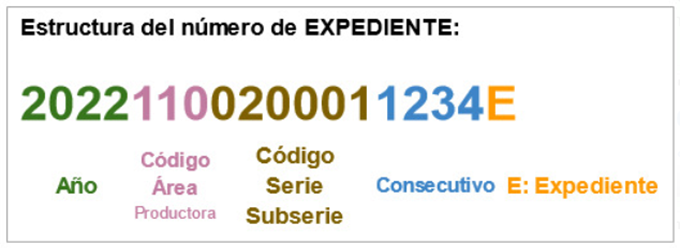 Estructura del número de EXPEDIENTE:
20221100200011234E
Año
Código
Área
Productora
Código
Serie
Subserie
Consecutivo
E: Expediente